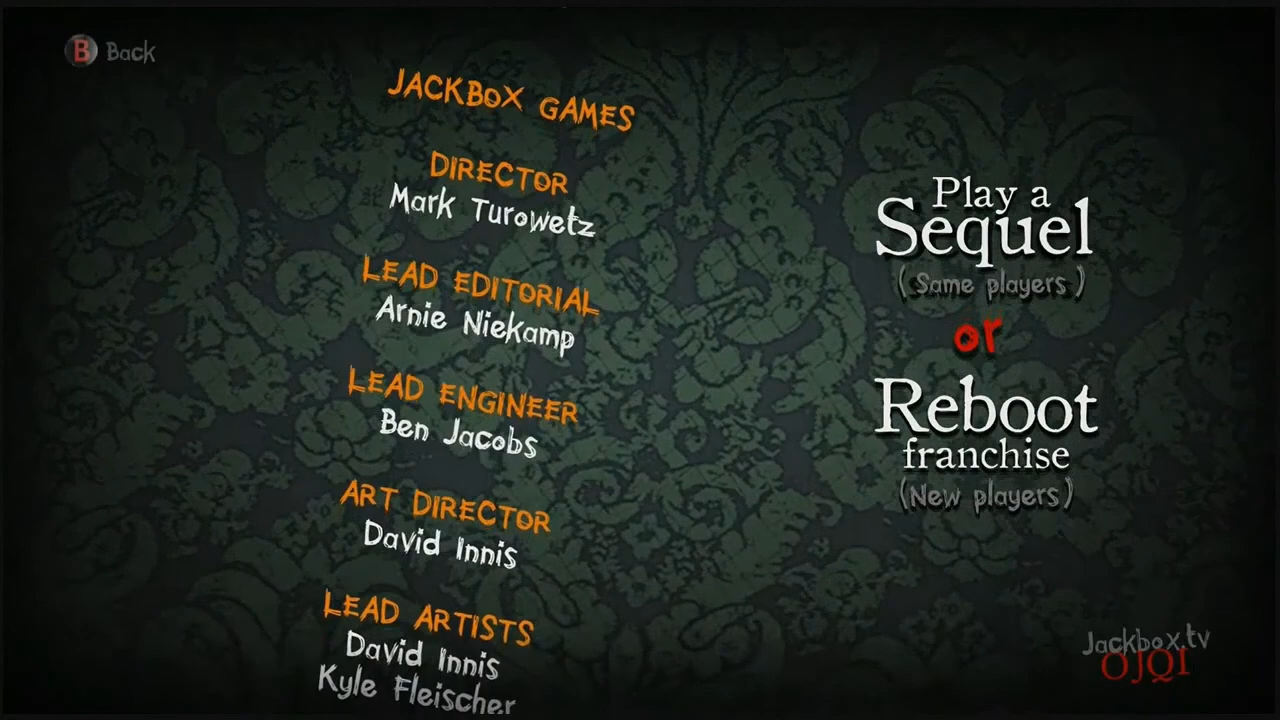 B Back
JACKBOX GAMES
DIRECTOR
Mark Turowetz
LEAD EDITORIAL
Arnie Niekamp
LEAD ENGINEER
Ben Jacobs
ART DIRECTOR
David Innis
LEAD ARTISTS
David Innis
Kyle Fleischer
Play a
Sequel
(Same players)
or
Reboot
franchise
(New players)
Jackbox.tv
OJQI